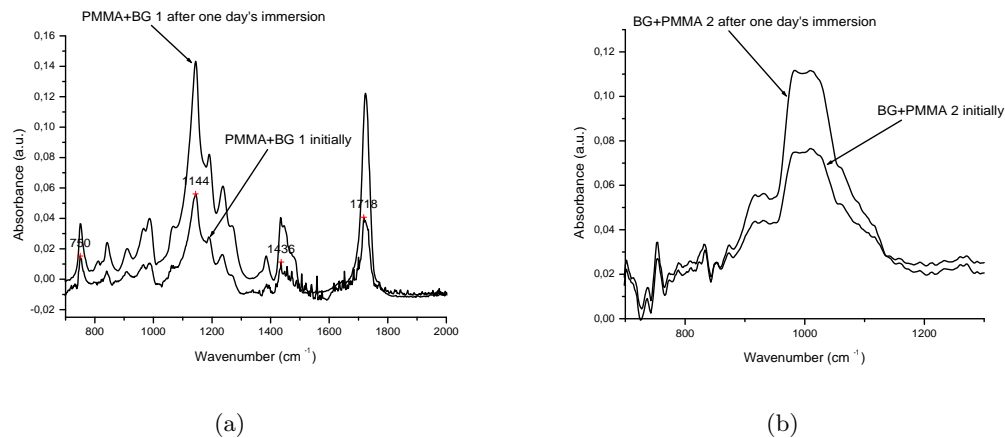 PMMA+BG 1 after one day's immersion
0,16
0,14
0,12
0,10
0,08
0,06
0,04
0,02
0,00
-0,02
Absorbance (a.u.)
PMMA+BG 1 initially
1144
1718
750
1436
800 1000 1200 1400 1600 1800 2000
Wavenumber (cm⁻¹)
(a)
BG+PMMA 2 after one day's immersion
0,12
0,10
0,08
0,06
0,04
0,02
0,00
Absorbance (a.u.)
BG+PMMA 2 initially
800 1000 1200
Wavenumber (cm⁻¹)
(b)